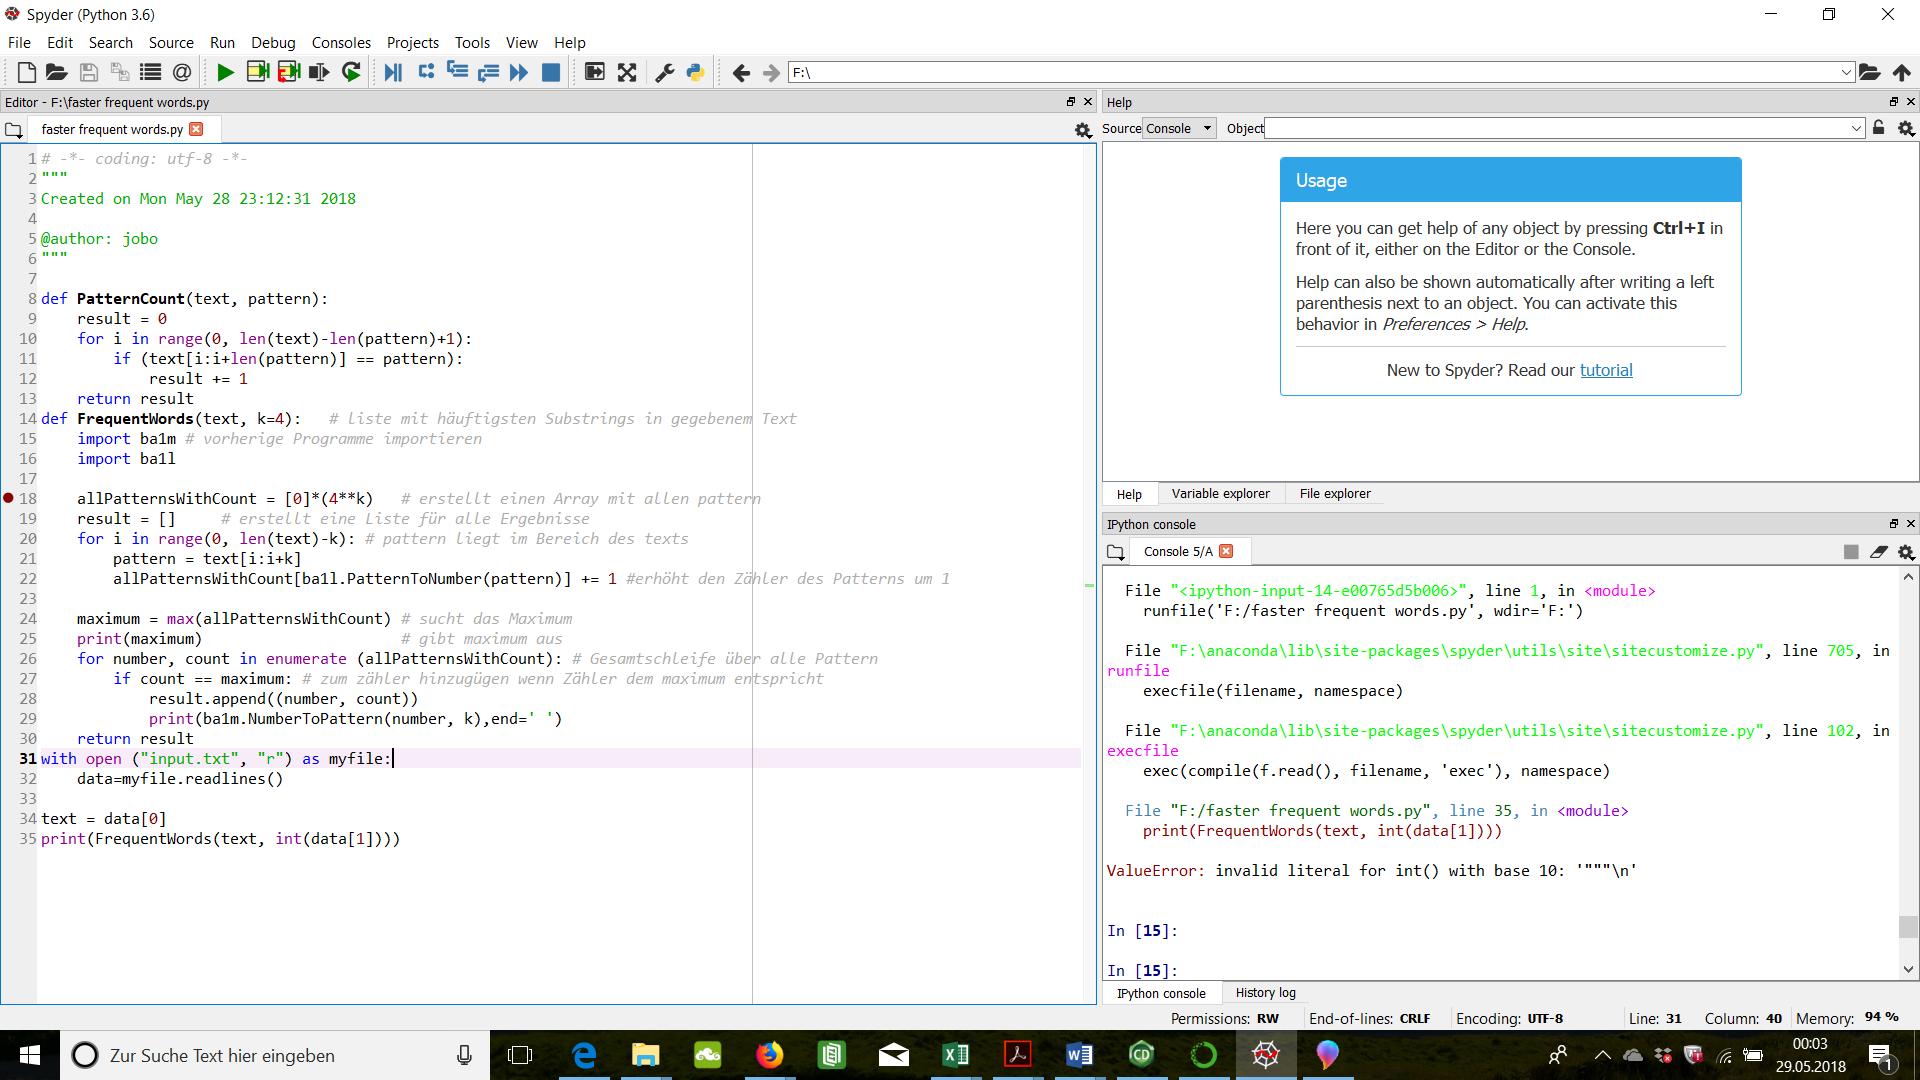 Spyder (Python 3.6)
File Edit Search Source Run Debug Consoles Projects Tools View Help
F:\
Editor - F:\faster frequent words.py
faster frequent words.py
1 # -*- coding: utf-8 -*-
2 """
3 Created on Mon May 28 23:12:31 2018
4
5 @author: jobo
6 """
7
8 def PatternCount(text, pattern):
9     result = 0
10     for i in range(0, len(text)-len(pattern)+1):
11         if (text[i:i+len(pattern)] == pattern):
12             result += 1
13     return result
14 def FrequentWords(text, k=4):   # liste mit häuftigsten Substrings in gegebenem Text
15     import ba1m # vorherige Programme importieren
16     import ba1l
17
18     allPatternsWithCount = [0]*(4**k)   # erstellt einen Array mit allen pattern
19     result = []     # erstellt eine Liste für alle Ergebnisse
20     for i in range(0, len(text)-k): # pattern liegt im Bereich des texts
21         pattern = text[i:i+k]
22         allPatternsWithCount[ba1l.PatternToNumber(pattern)] += 1 #erhöht den Zähler des Patterns um 1
23
24     maximum = max(allPatternsWithCount) # sucht das Maximum
25     print(maximum)                      # gibt maximum aus
26     for number, count in enumerate (allPatternsWithCount): # Gesamtschleife über alle Pattern
27         if count == maximum: # zum zähler hinzugügen wenn Zähler dem maximum entspricht
28             result.append((number, count))
29             print(ba1m.NumberToPattern(number, k),end=' ')
30     return result
31 with open ("input.txt", "r") as myfile:
32     data=myfile.readlines()
33
34 text = data[0]
35 print(FrequentWords(text, int(data[1])))
Help
Source Console Object
Usage
Here you can get help of any object by pressing Ctrl+I in
front of it, either on the Editor or the Console.
Help can also be shown automatically after writing a left
parenthesis next to an object. You can activate this
behavior in Preferences > Help.
New to Spyder? Read our tutorial
Help Variable explorer File explorer
IPython console
Console 5/A
File "<ipython-input-14-e00765d5b006>", line 1, in <module>
runfile('F:/faster frequent words.py', wdir='F:')
File "F:\anaconda\lib\site-packages\spyder\utils\site\sitecustomize.py", line 705, in
runfile
execfile(filename, namespace)
File "F:\anaconda\lib\site-packages\spyder\utils\site\sitecustomize.py", line 102, in
execfile
exec(compile(f.read(), filename, 'exec'), namespace)
File "F:/faster frequent words.py", line 35, in <module>
print(FrequentWords(text, int(data[1])))
ValueError: invalid literal for int() with base 10: '"""\n'
In [15]:
In [15]:
IPython console History log
Permissions: RW End-of-lines: CRLF Encoding: UTF-8 Line: 31 Column: 40 Memory: 94 %
Zur Suche Text hier eingeben
00:03
29.05.2018
1